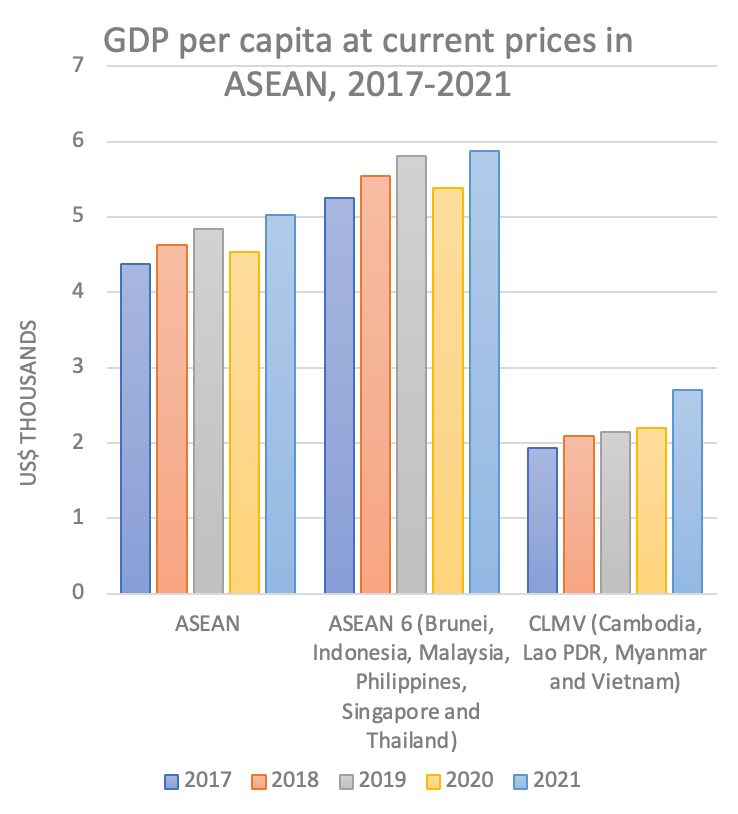 GDP per capita at current prices in
ASEAN, 2017-2021
7
6
5
4
3
2
1
0
US$ THOUSANDS
ASEAN
ASEAN 6 (Brunei,
Indonesia, Malaysia,
Philippines,
Singapore and
Thailand)
CLMV (Cambodia,
Lao PDR, Myanmar
and Vietnam)
2017 2018 2019 2020 2021